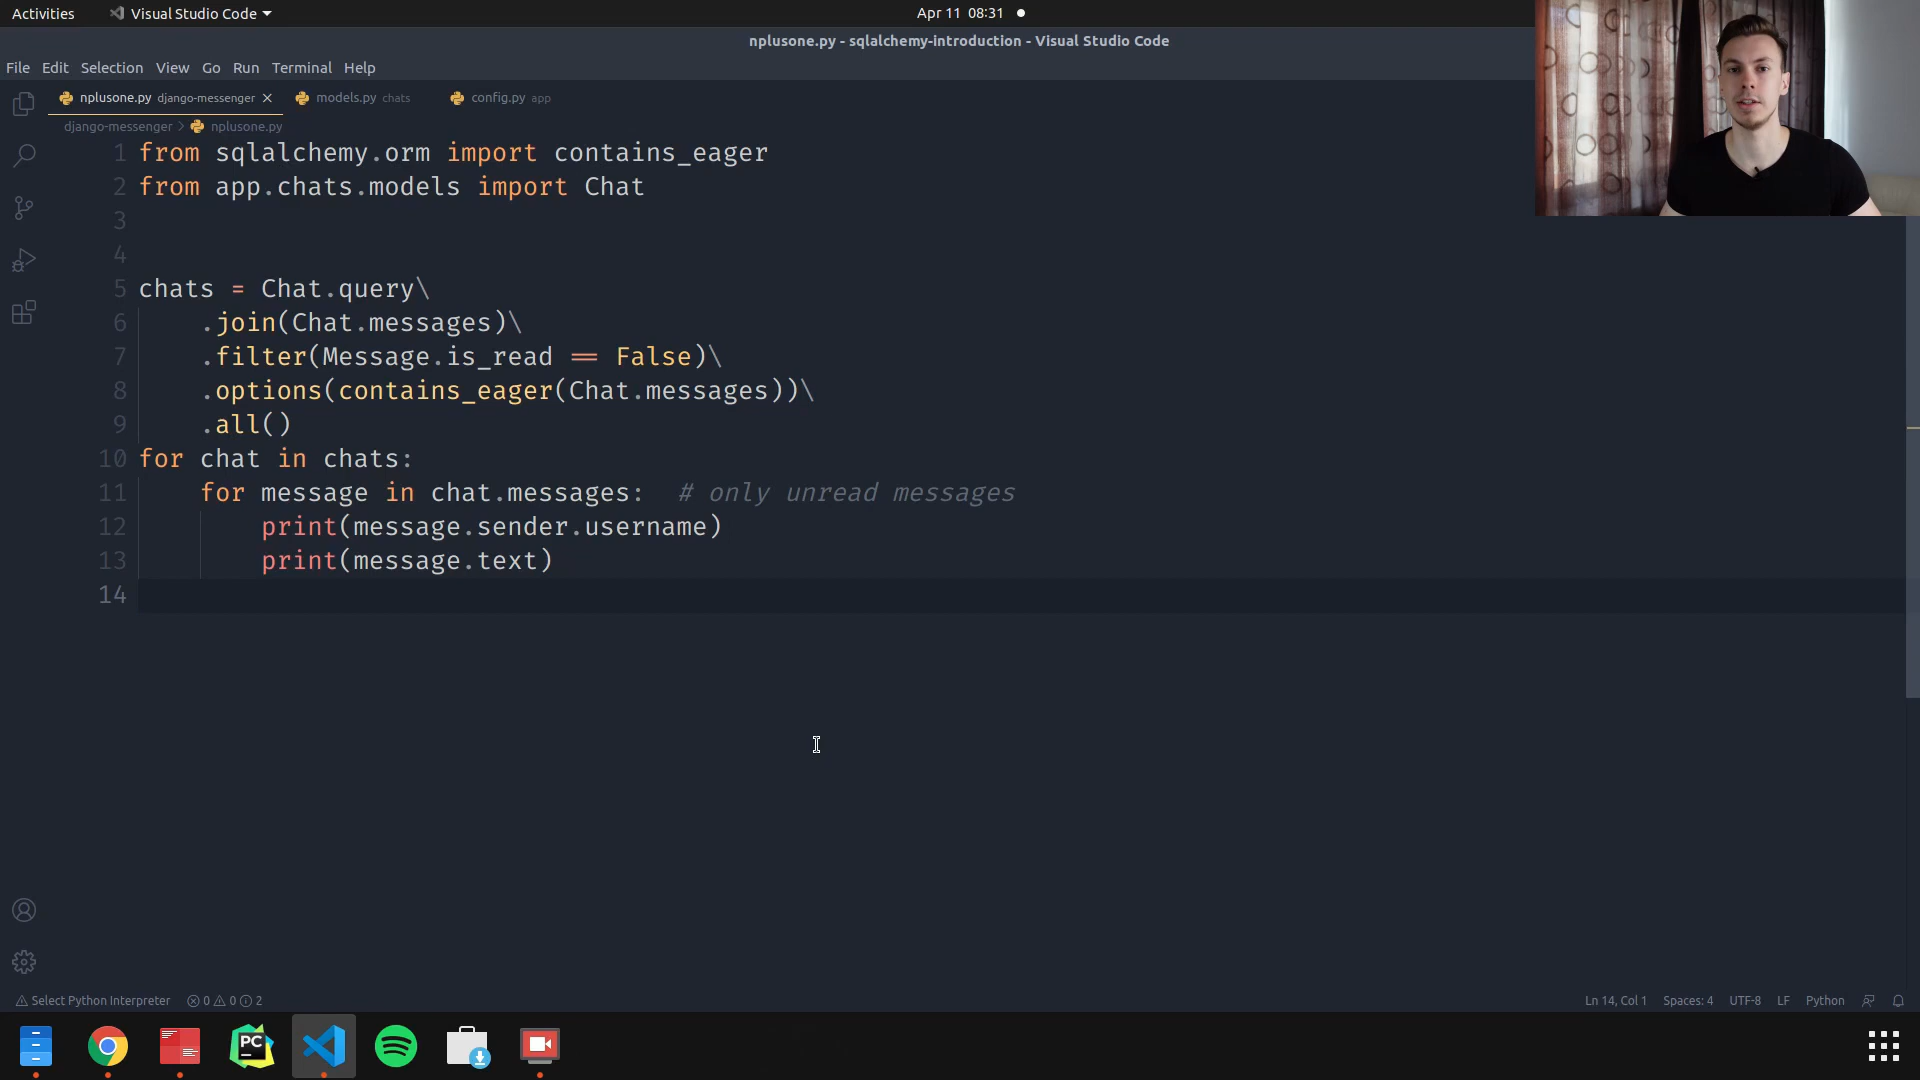 Activities
Visual Studio Code
Apr 11 08:31
nplusone.py - sqlalchemy-introduction - Visual Studio Code
File Edit Selection View Go Run Terminal Help
nplusone.py django-messenger
models.py chats
config.py app
django-messenger > nplusone.py
1 from sqlalchemy.orm import contains_eager
2 from app.chats.models import Chat
3
4
5 chats = Chat.query\
6 .join(Chat.messages)\
7 .filter(Message.is_read == False)\
8 .options(contains_eager(Chat.messages))\
9 .all()
10 for chat in chats:
11 for message in chat.messages: # only unread messages
12 print(message.sender.username)
13 print(message.text)
14
Select Python Interpreter 0 0 2
Ln 14, Col 1 Spaces: 4 UTF-8 LF Python
PC